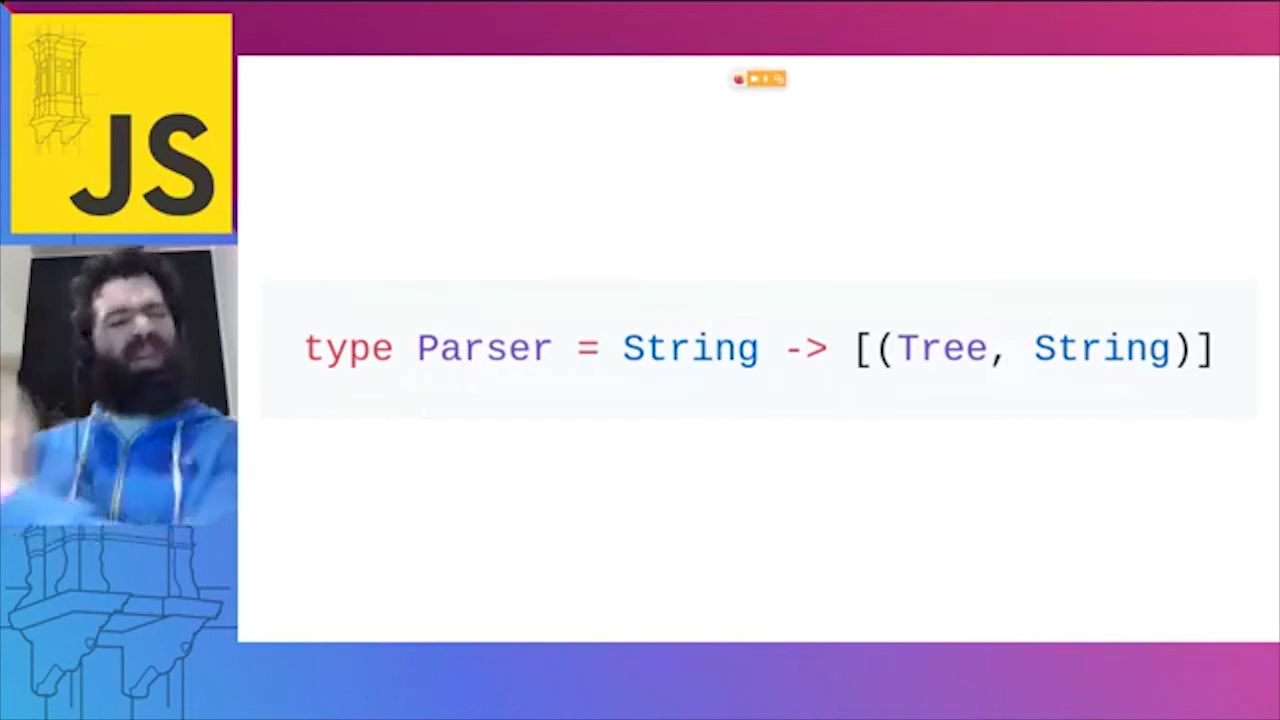 JS
type Parser = String -> [(Tree, String)]